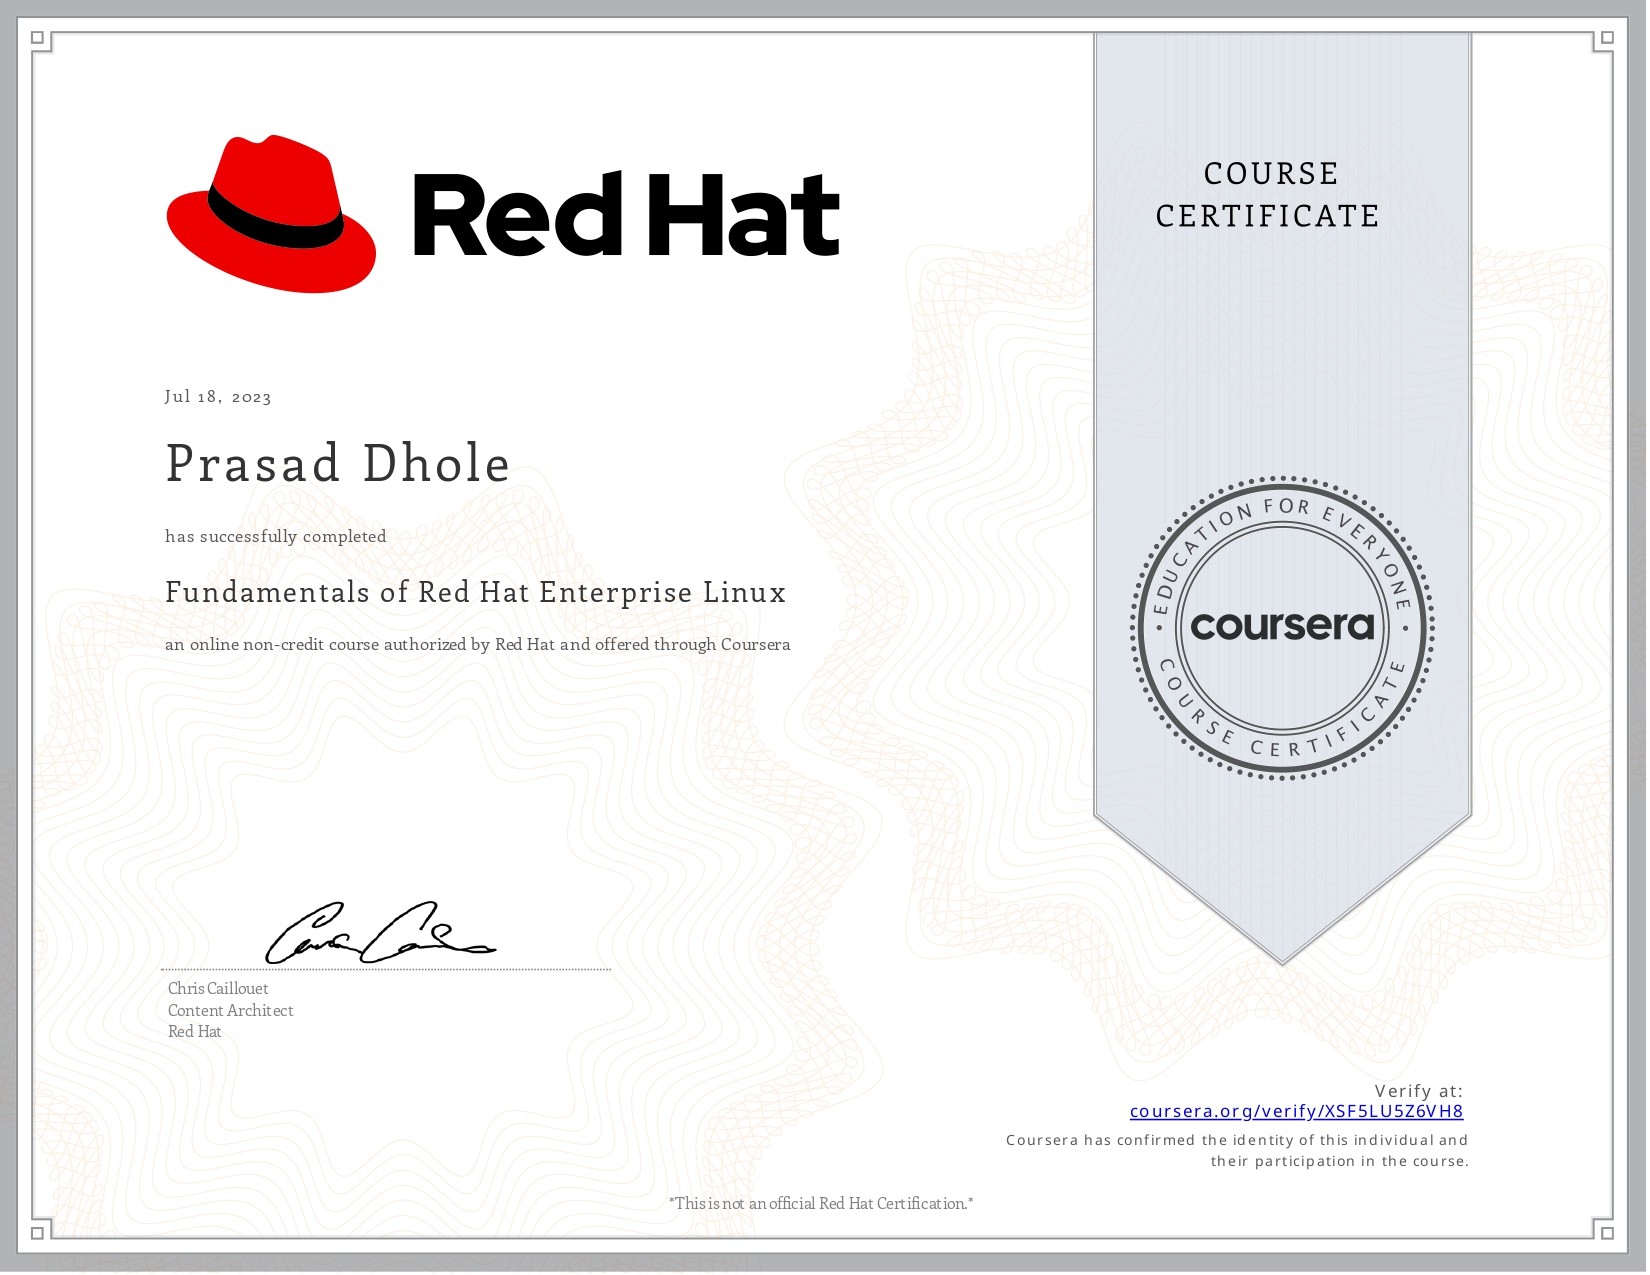 Red Hat
COURSE
CERTIFICATE
Jul 18, 2023
Prasad Dhole
has successfully completed
Fundamentals of Red Hat Enterprise Linux
an online non-credit course authorized by Red Hat and offered through Coursera
EDUCATION FOR EVERYONE
coursera
COURSE CERTIFICATE
Chris Caillouet
Content Architect
Red Hat
Verify at:
coursera.org/verify/XSF5LU5Z6VH8
Coursera has confirmed the identity of this individual and
their participation in the course.
*This is not an official Red Hat Certification.*